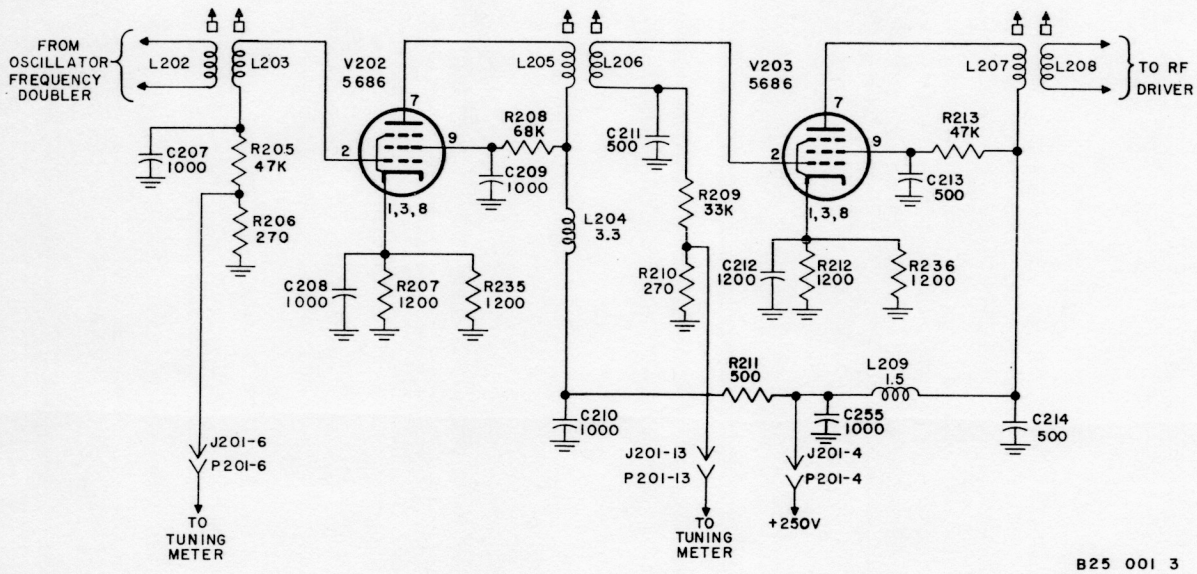 FROM
OSCILLATOR
FREQUENCY
DOUBLER
L202
L203
V202
5686
7
2
9
1,3,8
C207
1000
R205
47K
R206
270
C208
1000
R207
1200
R235
1200
R208
68K
C209
1000
L204
3.3
L205
L206
C211
500
R209
33K
R210
270
V203
5686
7
2
9
1,3,8
C212
1200
R212
1200
R236
1200
R213
47K
C213
500
L207
L208
TO RF
DRIVER
C210
1000
R211
500
L209
1.5
C255
1000
C214
500
J201-6
P201-6
TO
TUNING
METER
J201-13
P201-13
TO
TUNING
METER
J201-4
P201-4
+250V
B25 001 3